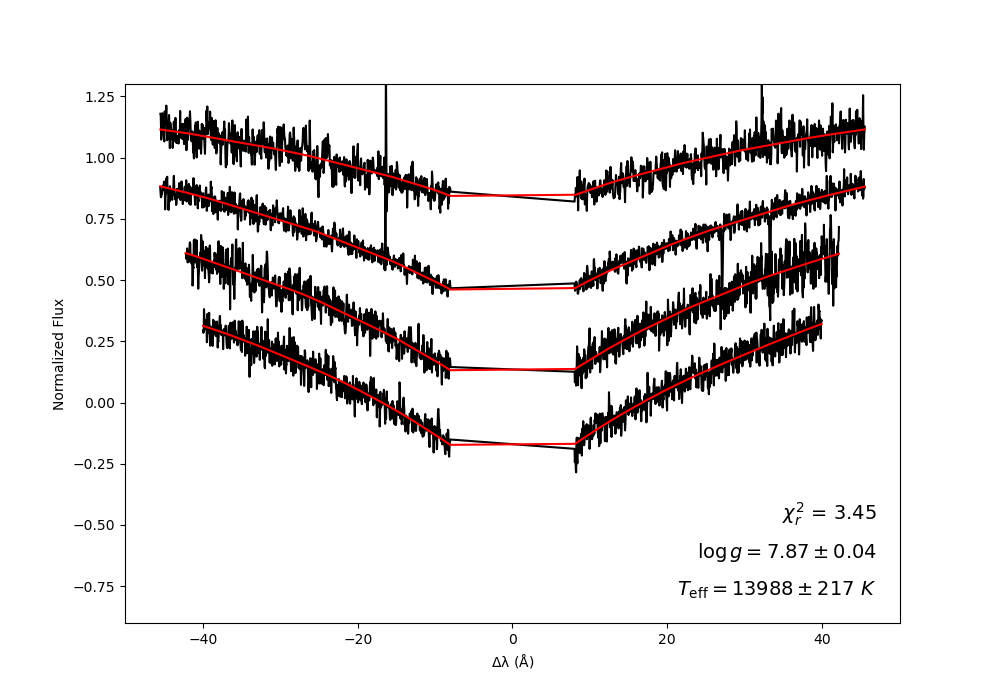 1.25
1.00
0.75
0.50
0.25
0.00
−0.25
−0.50
−0.75
Normalized Flux
χ²ᵣ = 3.45
log g = 7.87 ± 0.04
T_eff = 13988 ± 217 K
−40 −20 0 20 40
Δλ (Å)